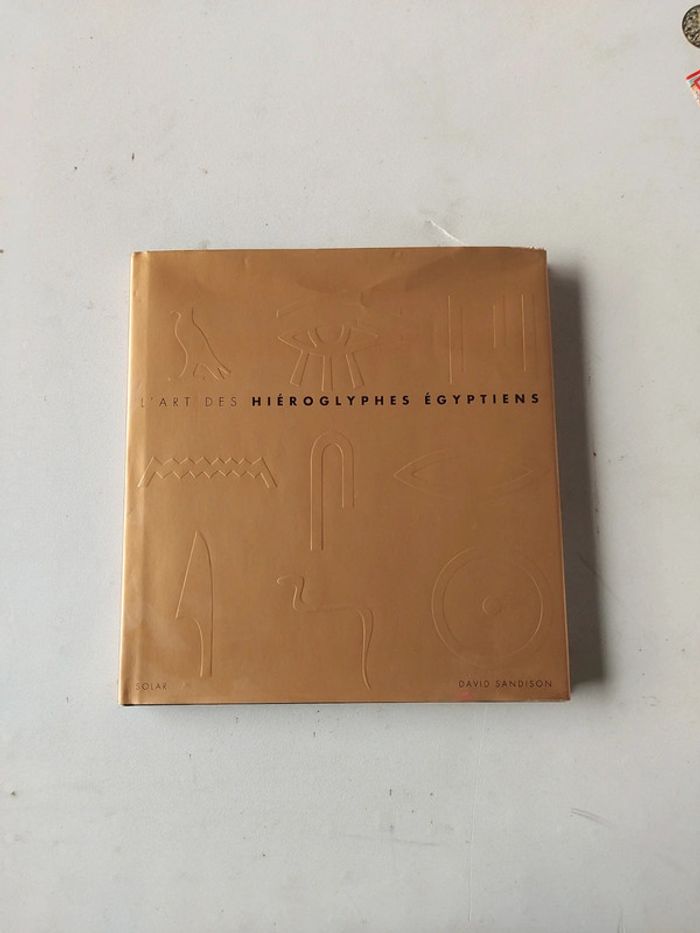 L'ART DES HIÉROGLYPHES ÉGYPTIENS
SOLAR
DAVID SANDISON